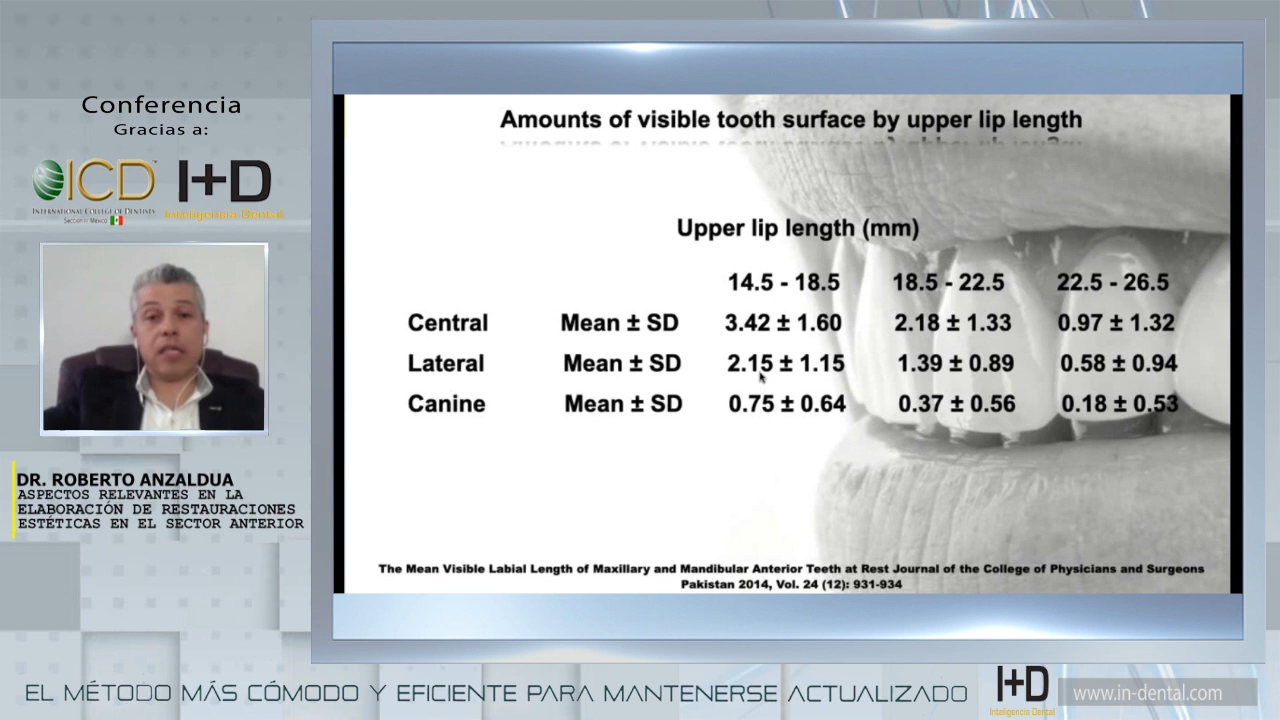 Conferencia
Gracias a:
ICD
INTERNATIONAL COLLEGE OF DENTISTS
Sección México
I+D
Inteligencia Dental
DR. ROBERTO ANZALDUA
ASPECTOS RELEVANTES EN LA
ELABORACIÓN DE RESTAURACIONES
ESTÉTICAS EN EL SECTOR ANTERIOR
Amounts of visible tooth surface by upper lip length
Upper lip length (mm)
14.5 - 18.5 18.5 - 22.5 22.5 - 26.5
Central Mean ± SD 3.42 ± 1.60 2.18 ± 1.33 0.97 ± 1.32
Lateral Mean ± SD 2.15 ± 1.15 1.39 ± 0.89 0.58 ± 0.94
Canine Mean ± SD 0.75 ± 0.64 0.37 ± 0.56 0.18 ± 0.53
The Mean Visible Labial Length of Maxillary and Mandibular Anterior Teeth at Rest Journal of the College of Physicians and Surgeons
Pakistan 2014, Vol. 24 (12): 931-934
EL MÉTODO MÁS CÓMODO Y EFICIENTE PARA MANTENERSE ACTUALIZADO
I+D
Inteligencia Dental
www.in-dental.com